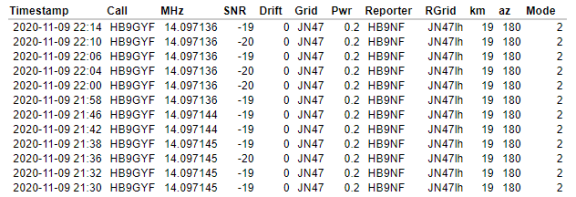 Timestamp Call MHz SNR Drift Grid Pwr Reporter RGrid km az Mode
2020-11-09 22:14 HB9GYF 14.097136 -19 0 JN47 0.2 HB9NF JN47lh 19 180 2
2020-11-09 22:10 HB9GYF 14.097136 -20 0 JN47 0.2 HB9NF JN47lh 19 180 2
2020-11-09 22:06 HB9GYF 14.097136 -19 0 JN47 0.2 HB9NF JN47lh 19 180 2
2020-11-09 22:04 HB9GYF 14.097136 -20 0 JN47 0.2 HB9NF JN47lh 19 180 2
2020-11-09 22:00 HB9GYF 14.097136 -20 0 JN47 0.2 HB9NF JN47lh 19 180 2
2020-11-09 21:58 HB9GYF 14.097136 -19 0 JN47 0.2 HB9NF JN47lh 19 180 2
2020-11-09 21:46 HB9GYF 14.097144 -19 0 JN47 0.2 HB9NF JN47lh 19 180 2
2020-11-09 21:42 HB9GYF 14.097144 -19 0 JN47 0.2 HB9NF JN47lh 19 180 2
2020-11-09 21:38 HB9GYF 14.097145 -19 0 JN47 0.2 HB9NF JN47lh 19 180 2
2020-11-09 21:36 HB9GYF 14.097145 -20 0 JN47 0.2 HB9NF JN47lh 19 180 2
2020-11-09 21:32 HB9GYF 14.097145 -19 0 JN47 0.2 HB9NF JN47lh 19 180 2
2020-11-09 21:30 HB9GYF 14.097145 -19 0 JN47 0.2 HB9NF JN47lh 19 180 2